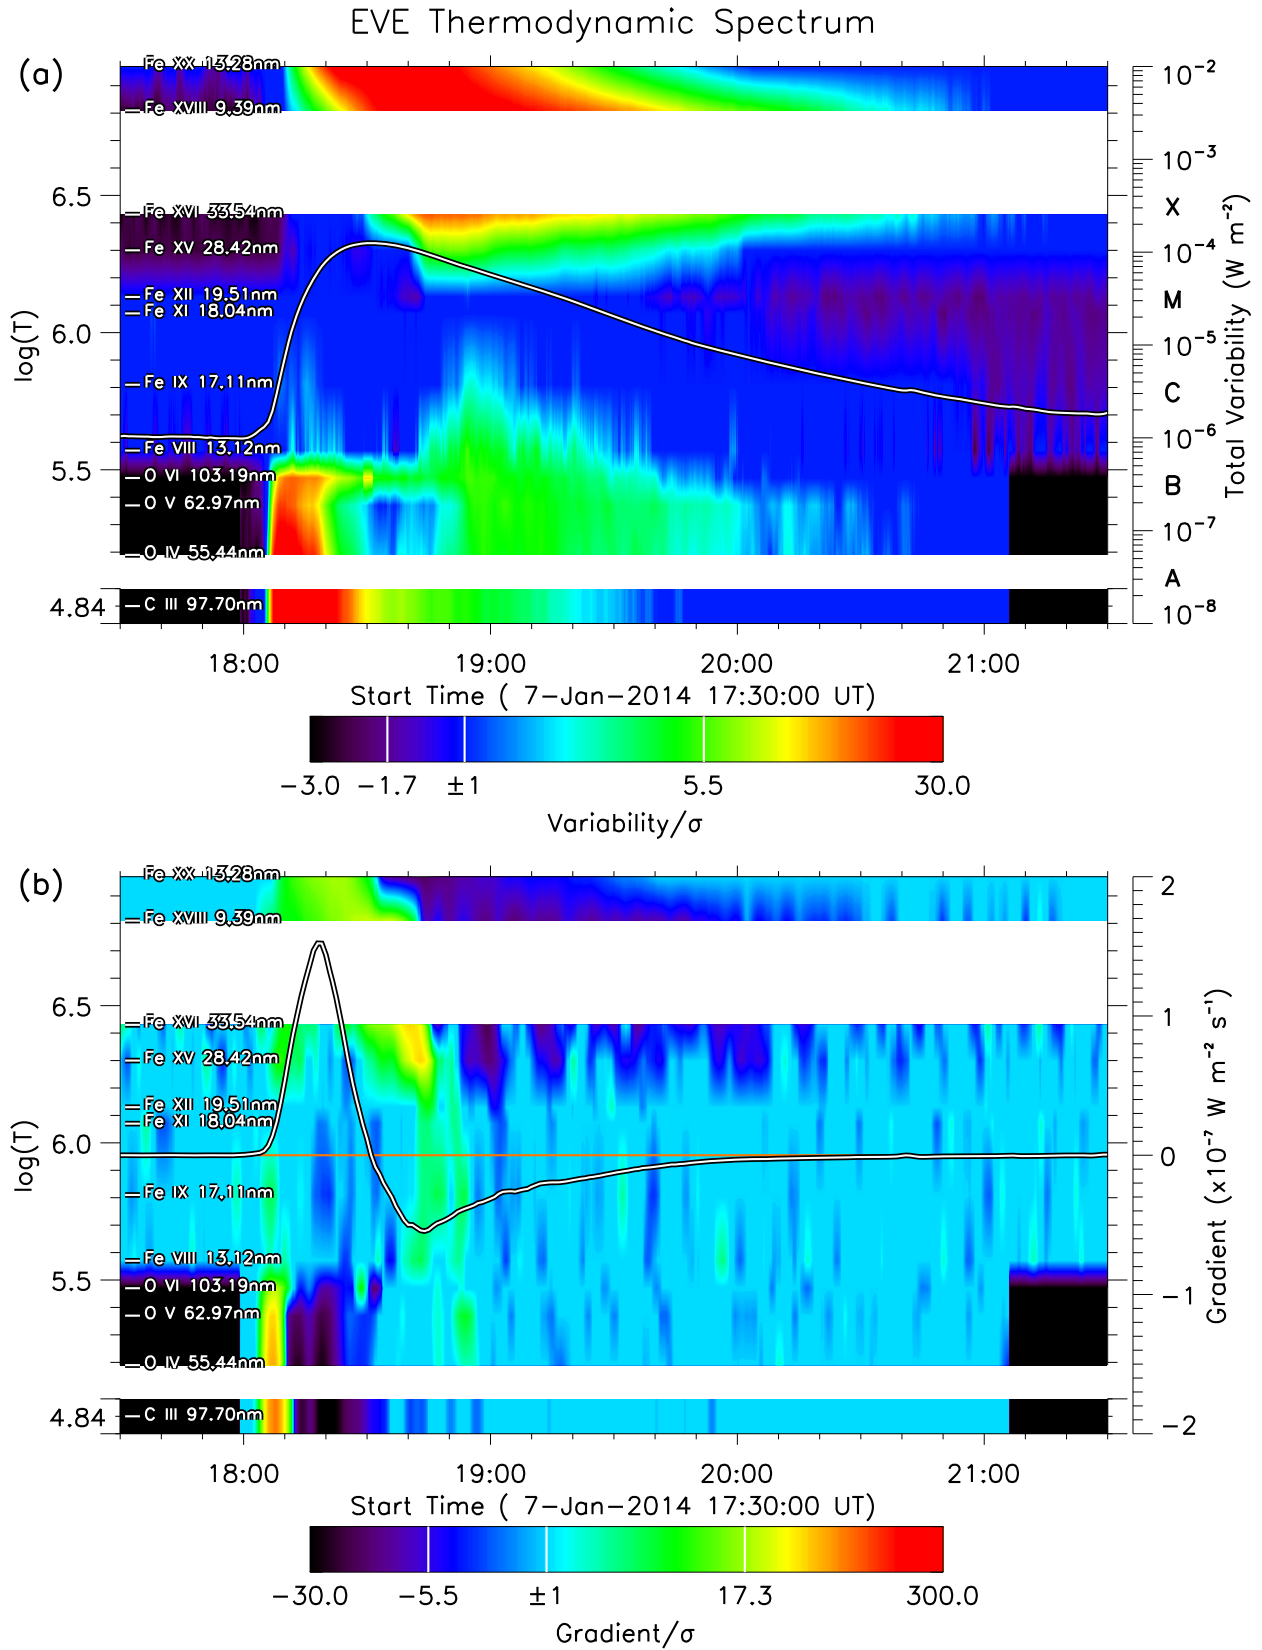 EVE Thermodynamic Spectrum
(a)
Fe XX 13.28nm
Fe XVIII 9.39nm
Fe XVI 33.54nm
Fe XV 28.42nm
Fe XII 19.51nm
Fe XI 18.04nm
Fe IX 17.11nm
Fe VIII 13.12nm
O VI 103.19nm
O V 62.97nm
O IV 55.44nm
C III 97.70nm
6.5
6.0
5.5
4.84
log(T)
10⁻²
10⁻³
X
10⁻⁴
M
10⁻⁵
C
10⁻⁶
B
10⁻⁷
A
10⁻⁸
Total Variability (W m⁻²)
18:00 19:00 20:00 21:00
Start Time ( 7-Jan-2014 17:30:00 UT)
-3.0 -1.7 ±1 5.5 30.0
Variability/σ
(b)
Fe XX 13.28nm
Fe XVIII 9.39nm
Fe XVI 33.54nm
Fe XV 28.42nm
Fe XII 19.51nm
Fe XI 18.04nm
Fe IX 17.11nm
Fe VIII 13.12nm
O VI 103.19nm
O V 62.97nm
O IV 55.44nm
C III 97.70nm
6.5
6.0
5.5
4.84
log(T)
2
1
0
-1
-2
Gradient (x10⁻⁷ W m⁻² s⁻¹)
18:00 19:00 20:00 21:00
Start Time ( 7-Jan-2014 17:30:00 UT)
-30.0 -5.5 ±1 17.3 300.0
Gradient/σ